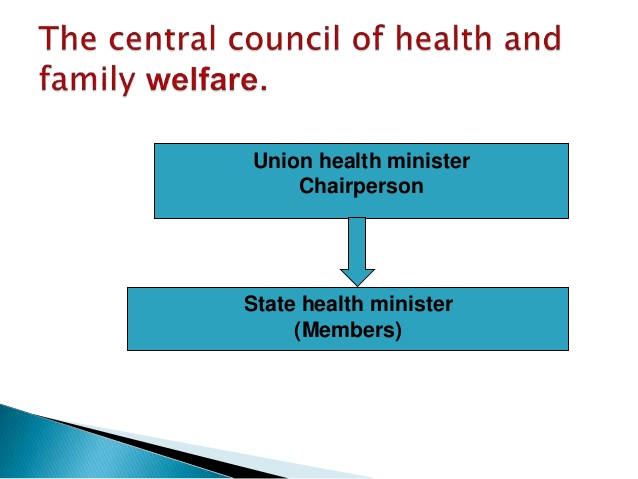 The central council of health and
family welfare.
Union health minister
Chairperson
State health minister
(Members)